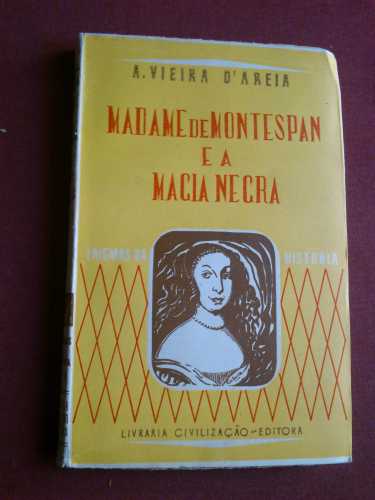 A. VIEIRA D'AREIA
MADAME DE MONTESPAN
E A
MAGIA NEGRA
ENIGMAS DA HISTORIA
LIVRARIA CIVILIZAÇÃO-EDITORA